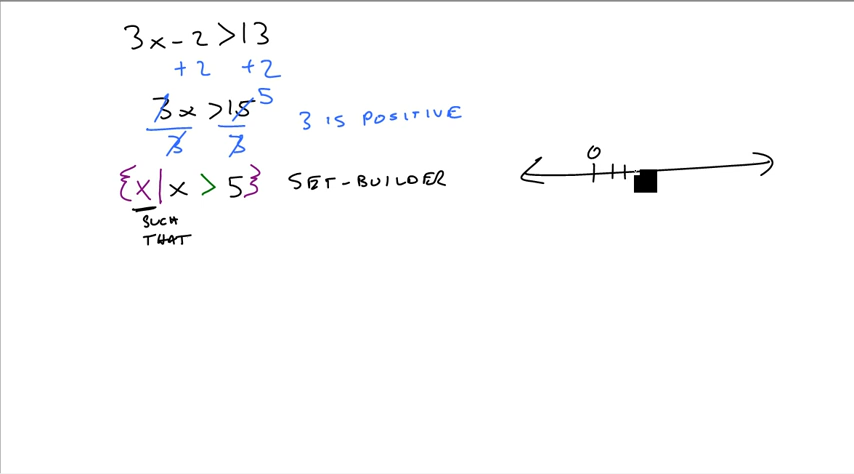 3x-2>13
+2 +2
3x>15 5
3 3
3 IS POSITIVE
{x|x>5}
SET-BUILDER
SUCH
THAT
0